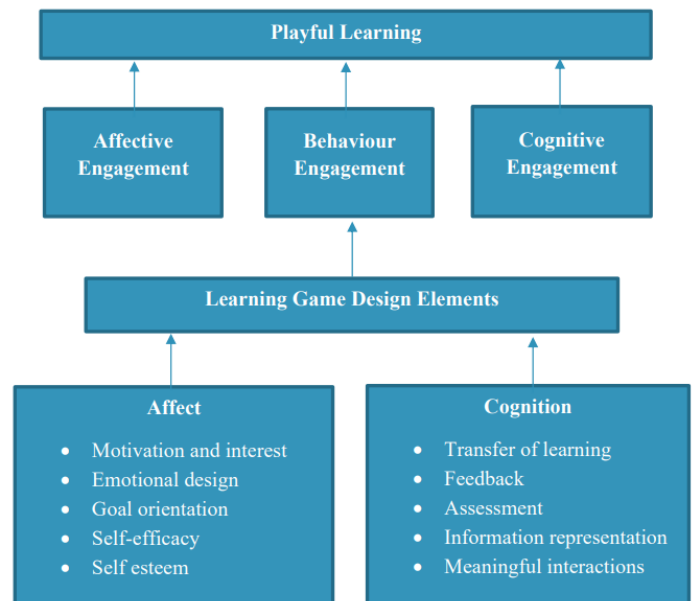 Playful Learning
Affective
Engagement
Behaviour
Engagement
Cognitive
Engagement
Learning Game Design Elements
Affect
• Motivation and interest
• Emotional design
• Goal orientation
• Self-efficacy
• Self esteem
Cognition
• Transfer of learning
• Feedback
• Assessment
• Information representation
• Meaningful interactions